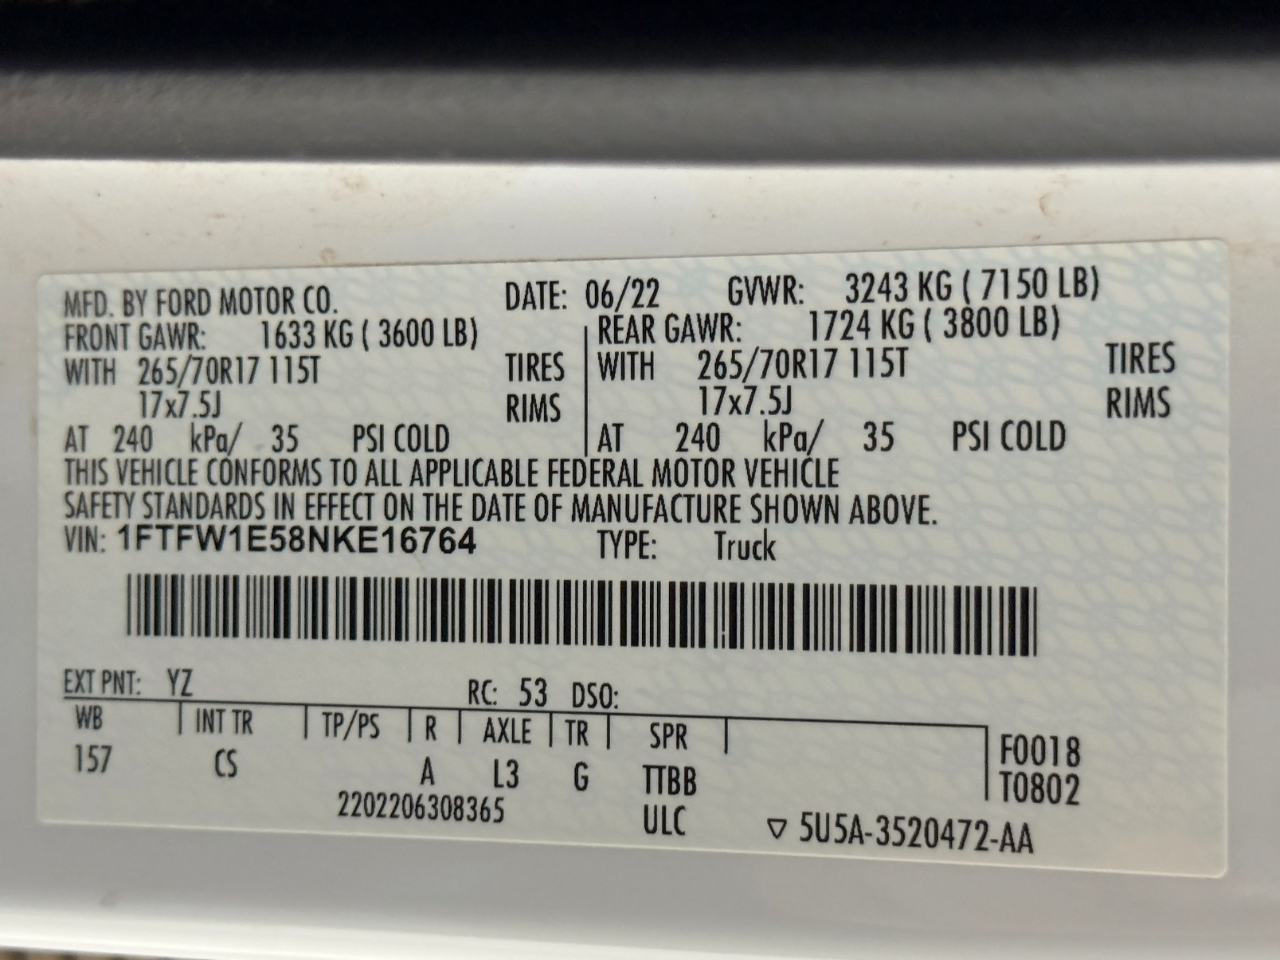 MFD. BY FORD MOTOR CO. DATE: 06/22 GVWR: 3243 KG ( 7150 LB)
FRONT GAWR: 1633 KG ( 3600 LB) REAR GAWR: 1724 KG ( 3800 LB)
WITH 265/70R17 115T TIRES WITH 265/70R17 115T TIRES
17x7.5J RIMS 17x7.5J RIMS
AT 240 kPa/ 35 PSI COLD AT 240 kPa/ 35 PSI COLD
THIS VEHICLE CONFORMS TO ALL APPLICABLE FEDERAL MOTOR VEHICLE
SAFETY STANDARDS IN EFFECT ON THE DATE OF MANUFACTURE SHOWN ABOVE.
VIN: 1FTFW1E58NKE16764 TYPE: Truck
EXT PNT: YZ RC: 53 DSO:
WB INT TR TP/PS R AXLE TR SPR F0018
157 CS A L3 G TTBB T0802
2202206308365 ULC ▽ 5U5A-3520472-AA